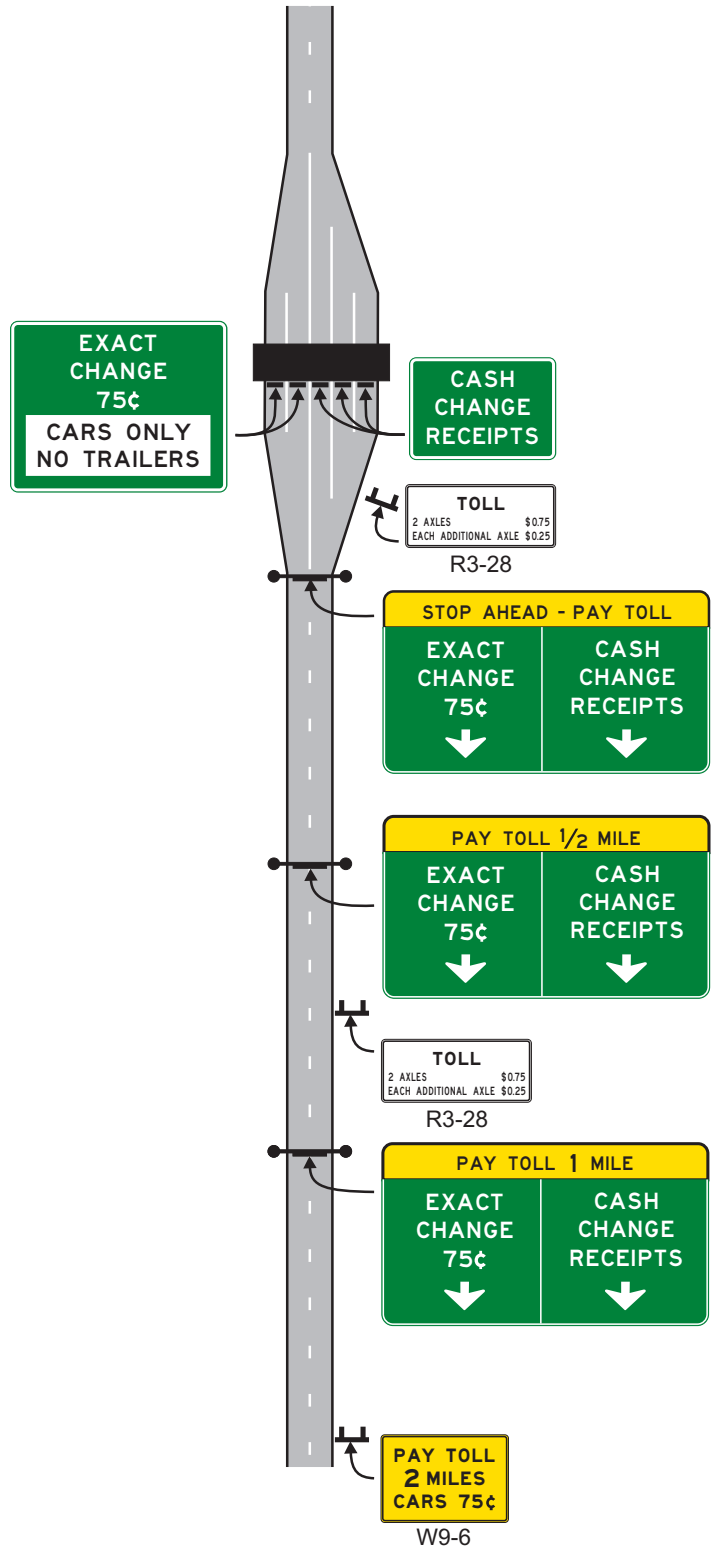 EXACT
CHANGE
75¢
CARS ONLY
NO TRAILERS
CASH
CHANGE
RECEIPTS
TOLL
2 AXLES $0.75
EACH ADDITIONAL AXLE $0.25
R3-28
STOP AHEAD - PAY TOLL
EXACT
CHANGE
75¢
CASH
CHANGE
RECEIPTS
PAY TOLL 1/2 MILE
EXACT
CHANGE
75¢
CASH
CHANGE
RECEIPTS
TOLL
2 AXLES $0.75
EACH ADDITIONAL AXLE $0.25
R3-28
PAY TOLL 1 MILE
EXACT
CHANGE
75¢
CASH
CHANGE
RECEIPTS
PAY TOLL
2 MILES
CARS 75¢
W9-6